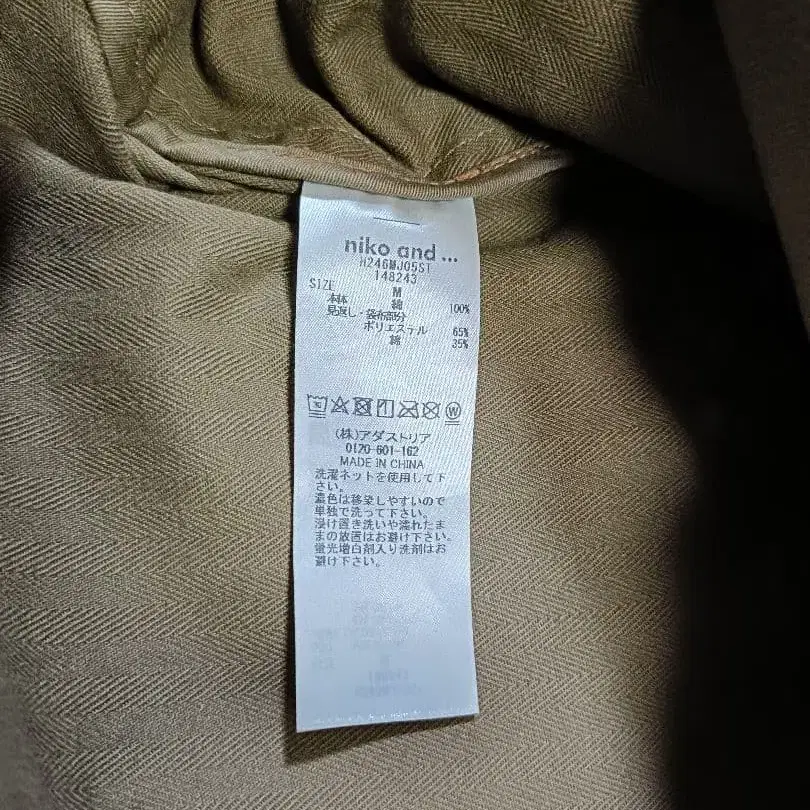 niko and ...
H246MJ05ST
148243
SIZE M
本体 綿 100%
見返し・袋布部分
ポリエステル 65%
綿 35%
(株)アダストリア
0120-601-162
MADE IN CHINA
洗濯ネットを使用して下
さい。
濃色は移染しやすいので
単独で洗って下さい。
浸け置き洗いや濡れたま
まの放置はお避け下さい。
蛍光増白剤入り洗剤はお
避け下さい。